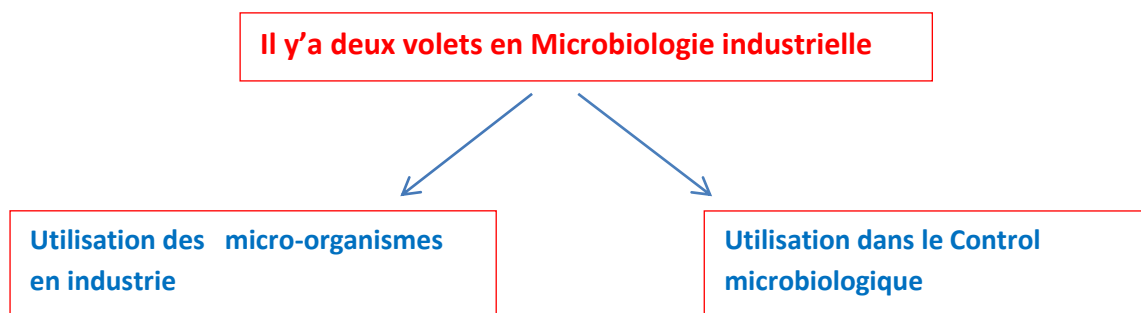 Il y’a deux volets en Microbiologie industrielle
Utilisation des micro-organismes
en industrie
Utilisation dans le Control
microbiologique